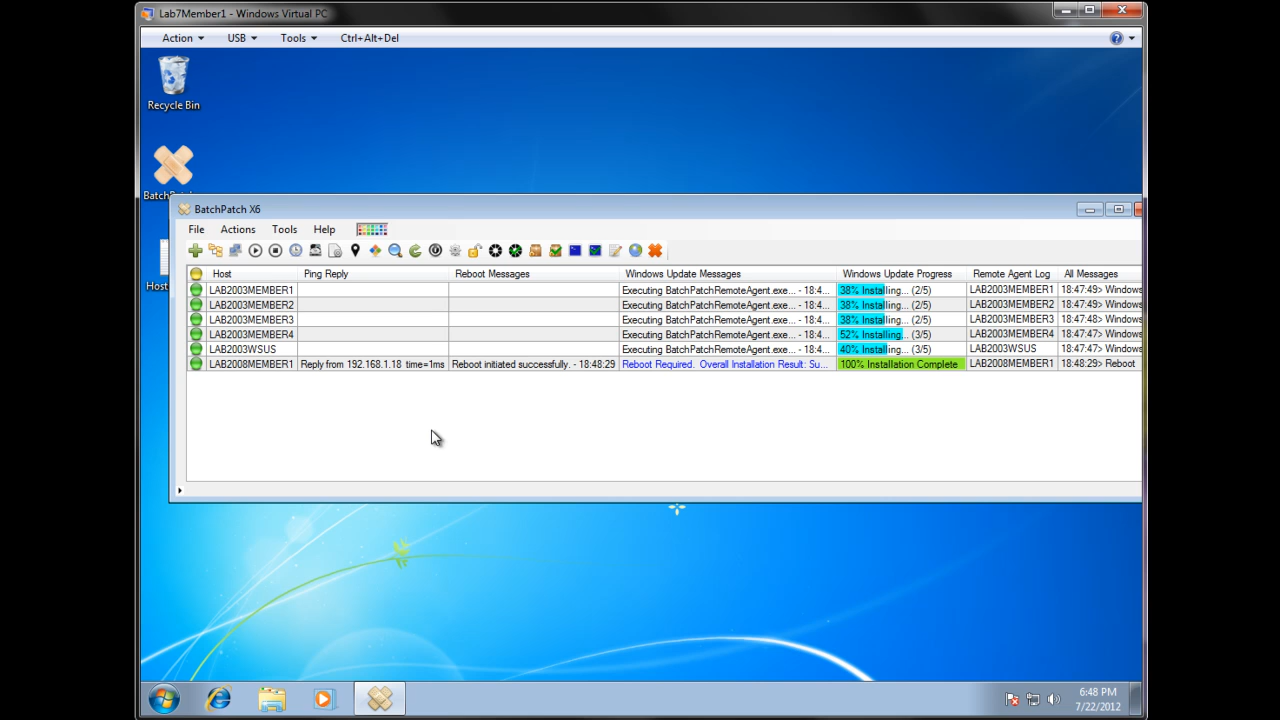 Lab7Member1 - Windows Virtual PC
Action USB Tools Ctrl+Alt+Del
Recycle Bin
BatchPatch X6
File Actions Tools Help
Host Ping Reply Reboot Messages Windows Update Messages Windows Update Progress Remote Agent Log All Messages
LAB2003MEMBER1 Executing BatchPatchRemoteAgent.exe... - 18:4... 38% Installing... (2/5) LAB2003MEMBER1 18:47:49> Windows
LAB2003MEMBER2 Executing BatchPatchRemoteAgent.exe... - 18:4... 38% Installing... (2/5) LAB2003MEMBER2 18:47:49> Windows
LAB2003MEMBER3 Executing BatchPatchRemoteAgent.exe... - 18:4... 38% Installing... (2/5) LAB2003MEMBER3 18:47:48> Windows
LAB2003MEMBER4 Executing BatchPatchRemoteAgent.exe... - 18:4... 52% Installing... (3/5) LAB2003MEMBER4 18:47:47> Windows
LAB2003WSUS Executing BatchPatchRemoteAgent.exe... - 18:4... 40% Installing... (3/5) LAB2003WSUS 18:47:47> Windows
LAB2008MEMBER1 Reply from 192.168.1.18 time=1ms Reboot initiated successfully. - 18:48:29 Reboot Required. Overall Installation Result: Su... 100% Installation Complete LAB2008MEMBER1 18:48:29> Reboot
Host
6:48 PM
7/22/2012